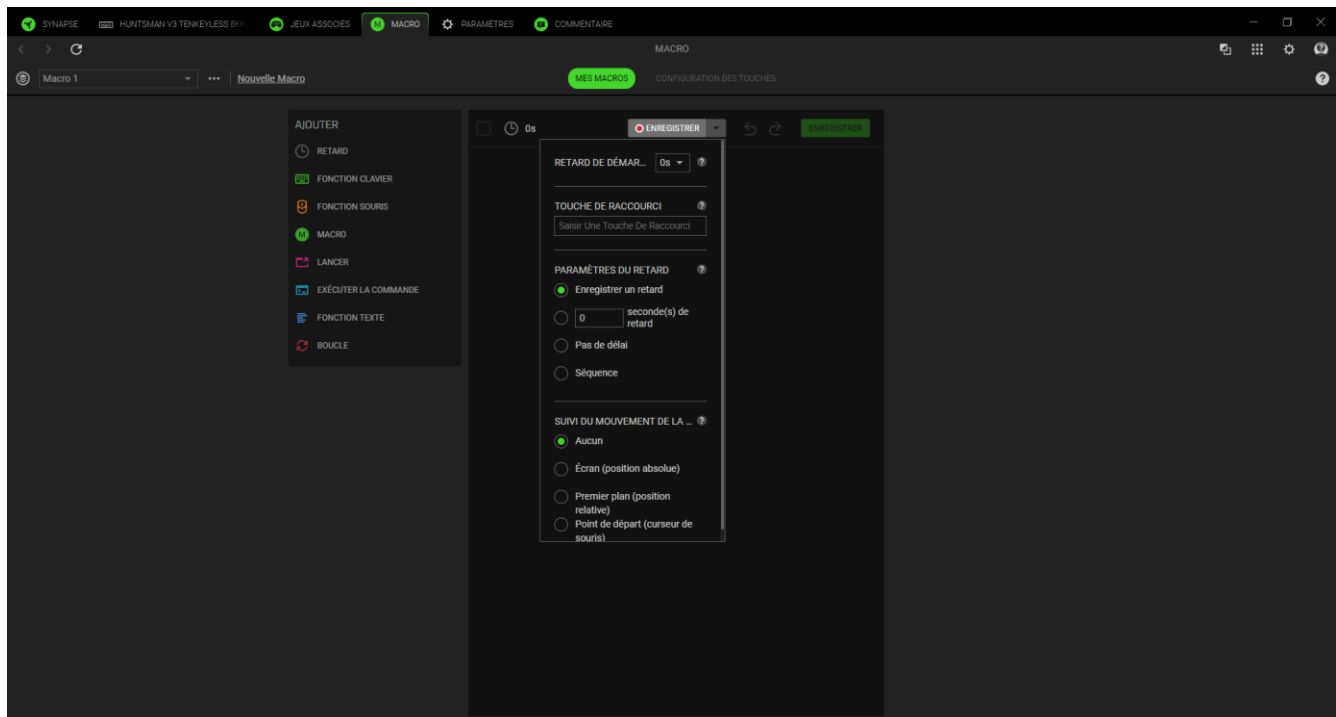 SYNAPSE
HUNTSMAN V3 TENKEYLESS 8KH
JEUX ASSOCIÉS
MACRO
PARAMÈTRES
COMMENTAIRE
MACRO
Macro 1
Nouvelle Macro
MES MACROS
CONFIGURATION DES TOUCHES
AJOUTER
RETARD
FONCTION CLAVIER
FONCTION SOURIS
MACRO
LANCER
EXÉCUTER LA COMMANDE
FONCTION TEXTE
BOUCLE
0s
ENREGISTRER
ENREGISTRER
RETARD DE DÉMAR... 0s
TOUCHE DE RACCOURCI
Saisir Une Touche De Raccourci
PARAMÈTRES DU RETARD
Enregistrer un retard
0 seconde(s) de
retard
Pas de délai
Séquence
SUIVI DU MOUVEMENT DE LA ...
Aucun
Écran (position absolue)
Premier plan (position
relative)
Point de départ (curseur de
souris)